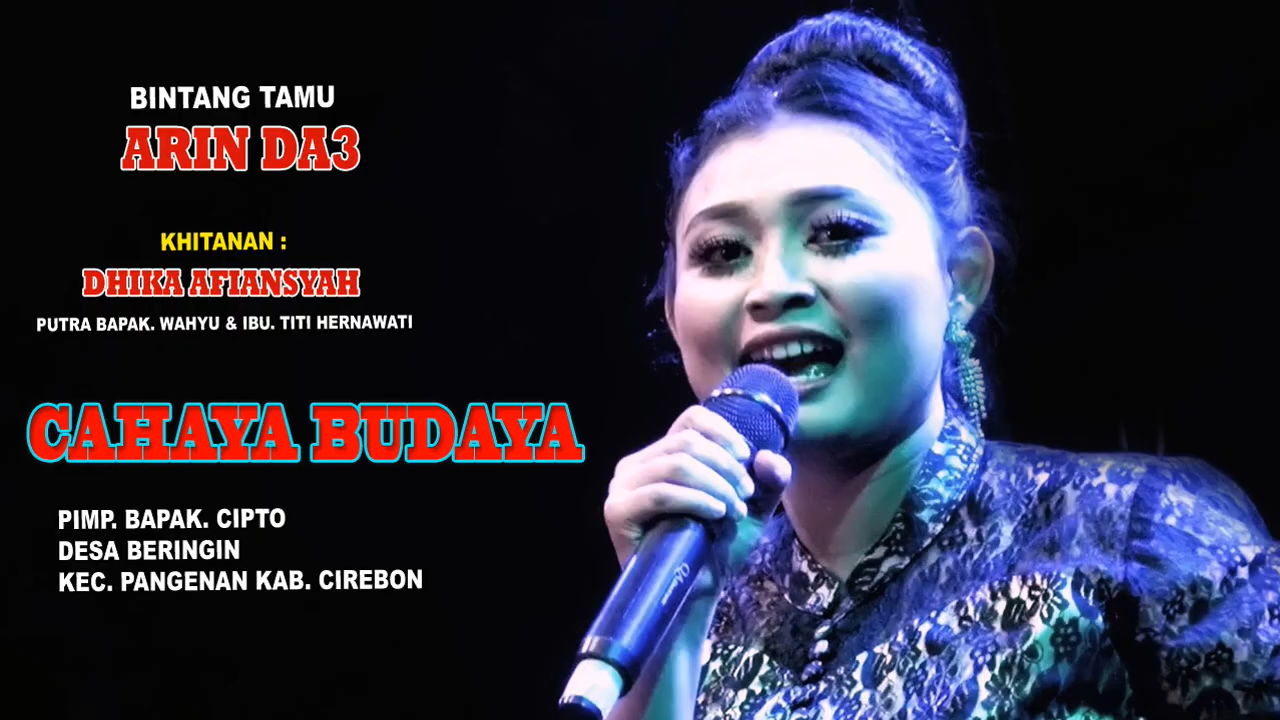 BINTANG TAMU
ARIN DA3
KHITANAN :
DHIKA AFIANSYAH
PUTRA BAPAK. WAHYU & IBU. TITI HERNAWATI
CAHAYA BUDAYA
PIMP. BAPAK. CIPTO
DESA BERINGIN
KEC. PANGENAN KAB. CIREBON